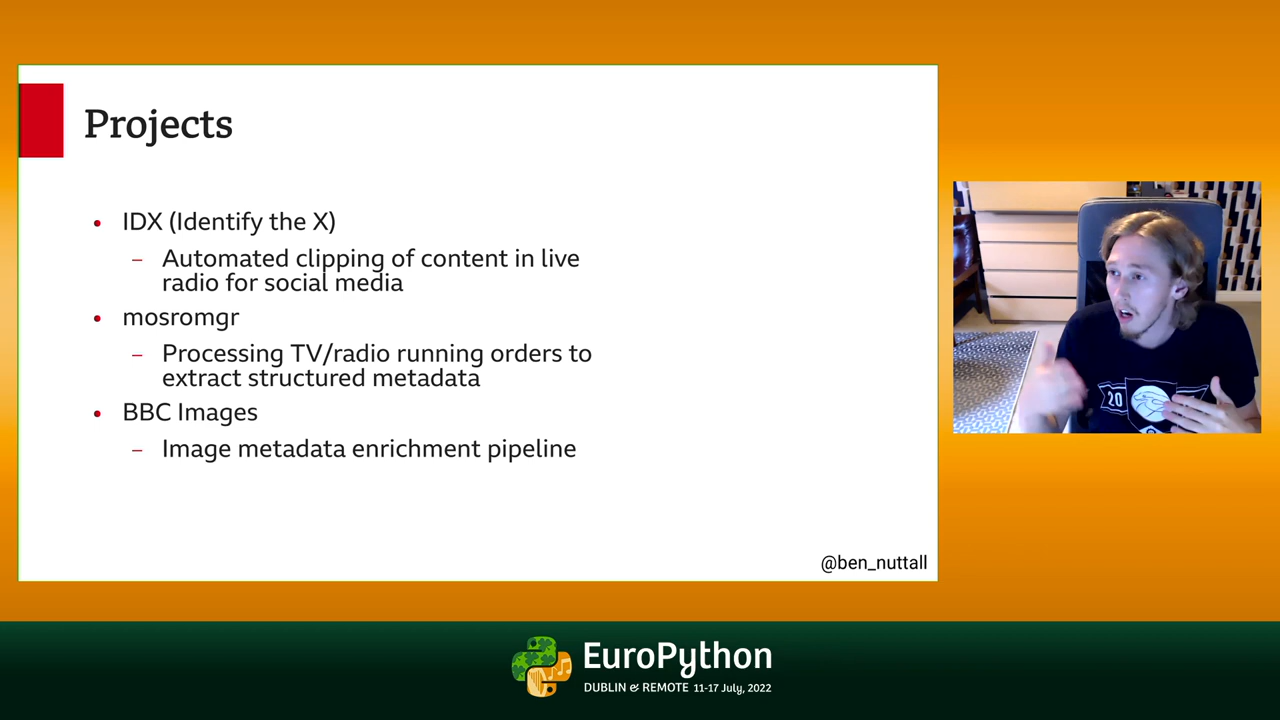 Projects
IDX (Identify the X)
Automated clipping of content in live
radio for social media
mosromgr
Processing TV/radio running orders to
extract structured metadata
BBC Images
Image metadata enrichment pipeline
@ben_nuttall
20
EuroPython
DUBLIN & REMOTE 11-17 July, 2022